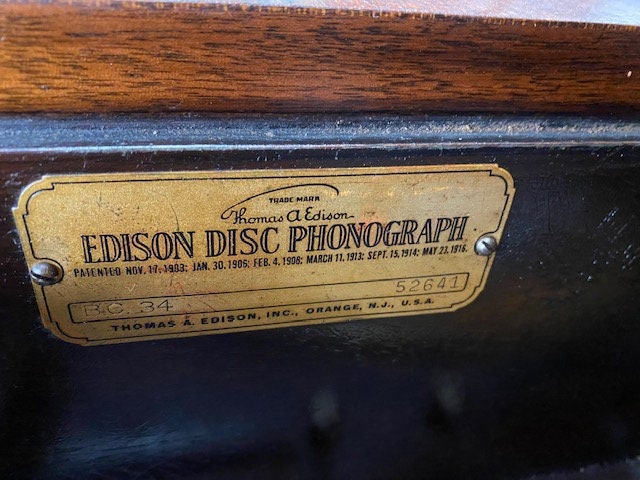 TRADE MARK
Thomas A Edison
EDISON DISC PHONOGRAPH
PATENTED NOV. 17, 1903; JAN. 30, 1906; FEB. 4, 1908; MARCH 11, 1913; SEPT. 15, 1914; MAY 23, 1916.
B.C. 34 52641
THOMAS A. EDISON, INC., ORANGE, N.J., U.S.A.